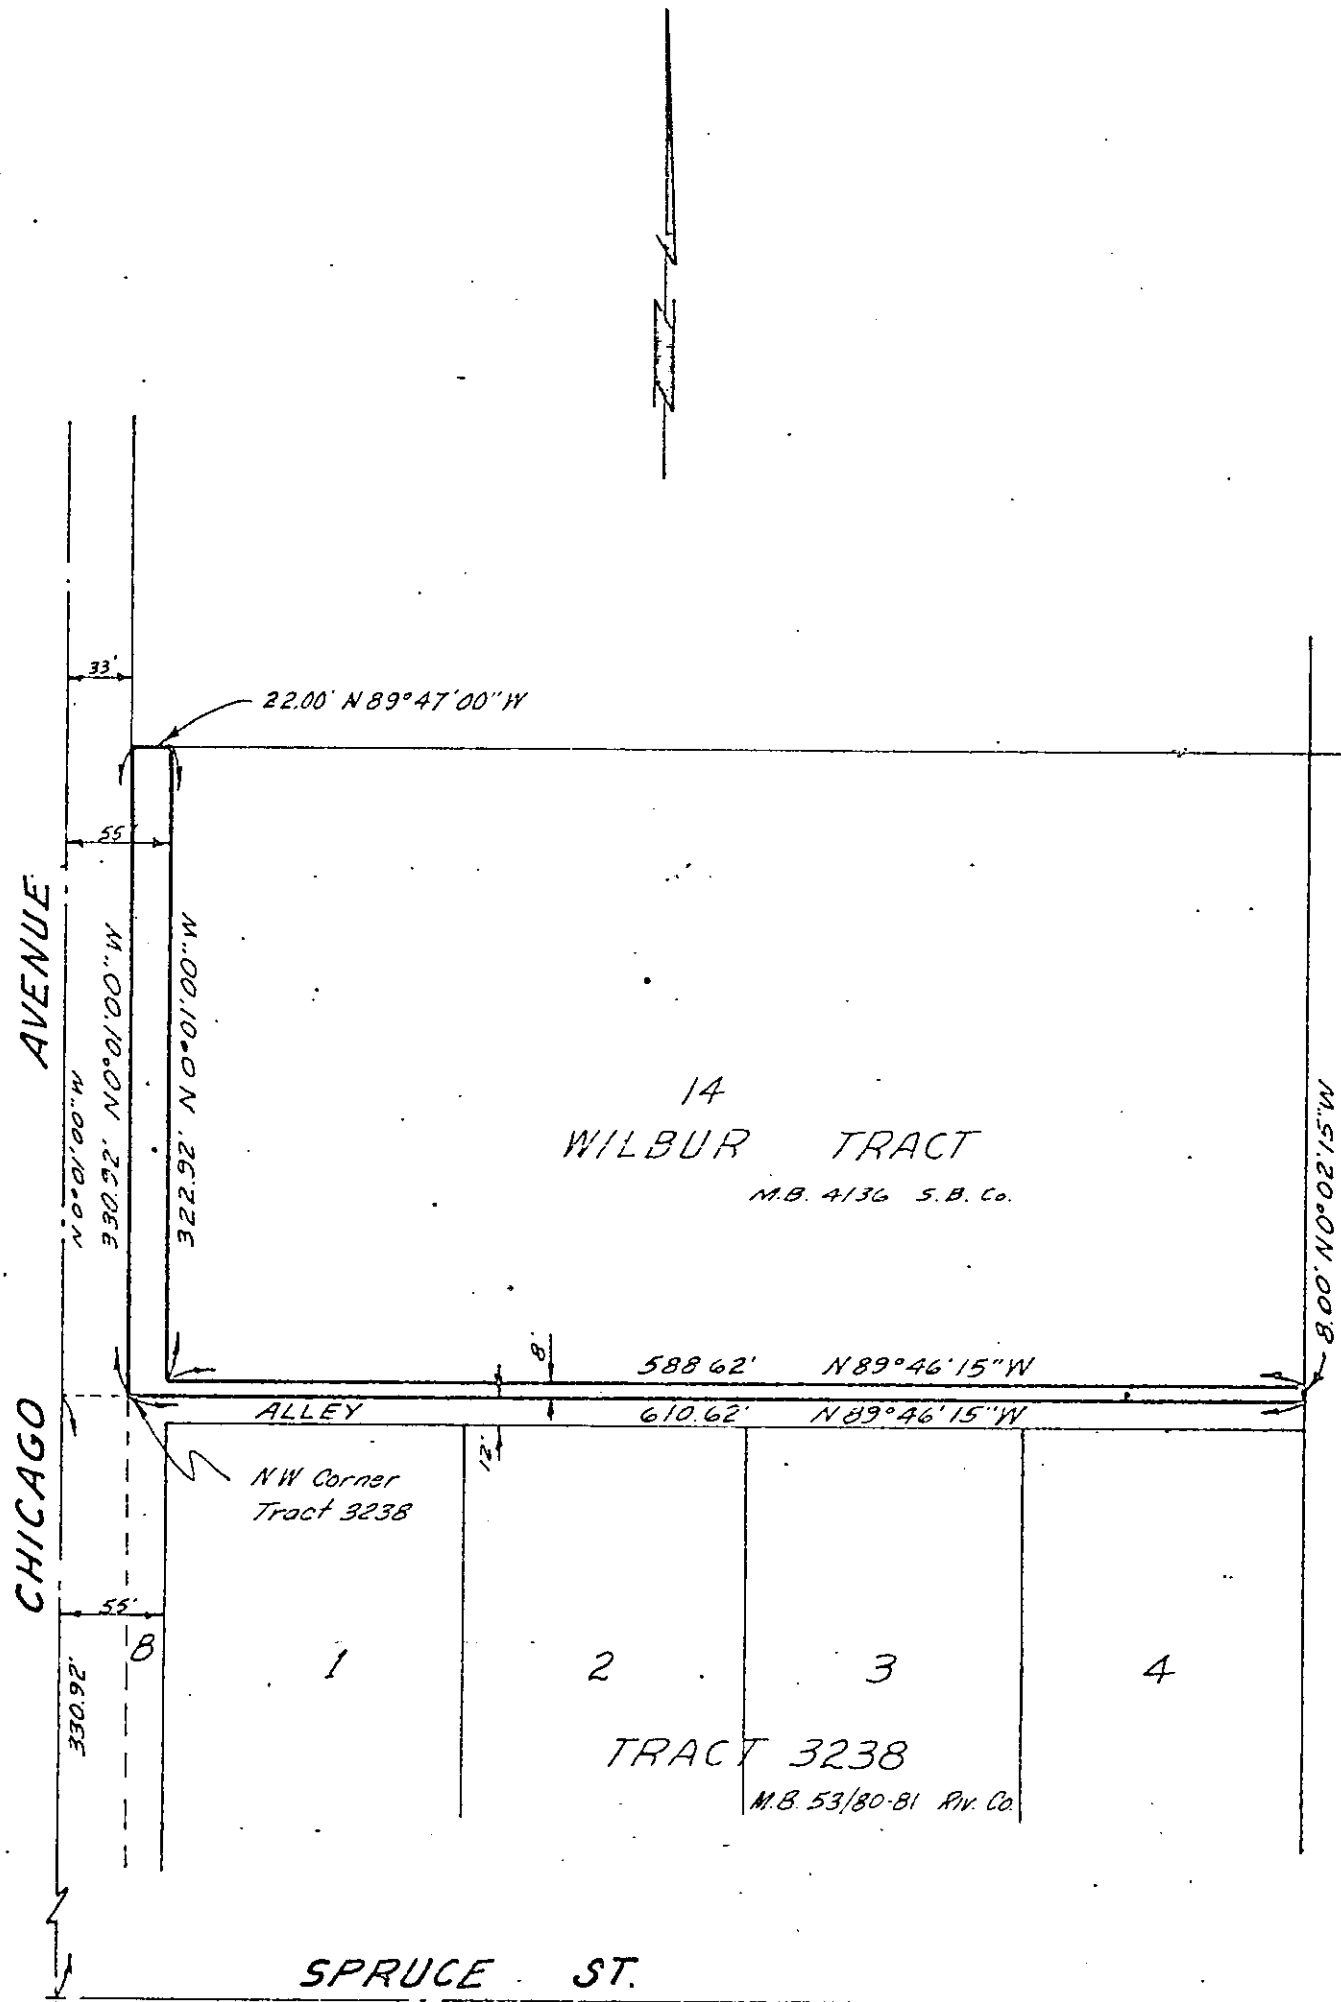 33'
22.00' N89°47'00"W
55'
AVENUE
330.92' N0°01'00"W
322.92' N0°01'00"W
N0°01'00"W
14
WILBUR TRACT
M.B. 4/36 S.B. Co.
8.00' N0°02'15"W
8'
588.62' N89°46'15"W
ALLEY
610.62' N89°46'15"W
12'
NW Corner
Tract 3238
CHICAGO
55'
B
1
2
3
4
330.92'
TRACT 3238
M.B. 53/80-81 Riv. Co.
SPRUCE ST.